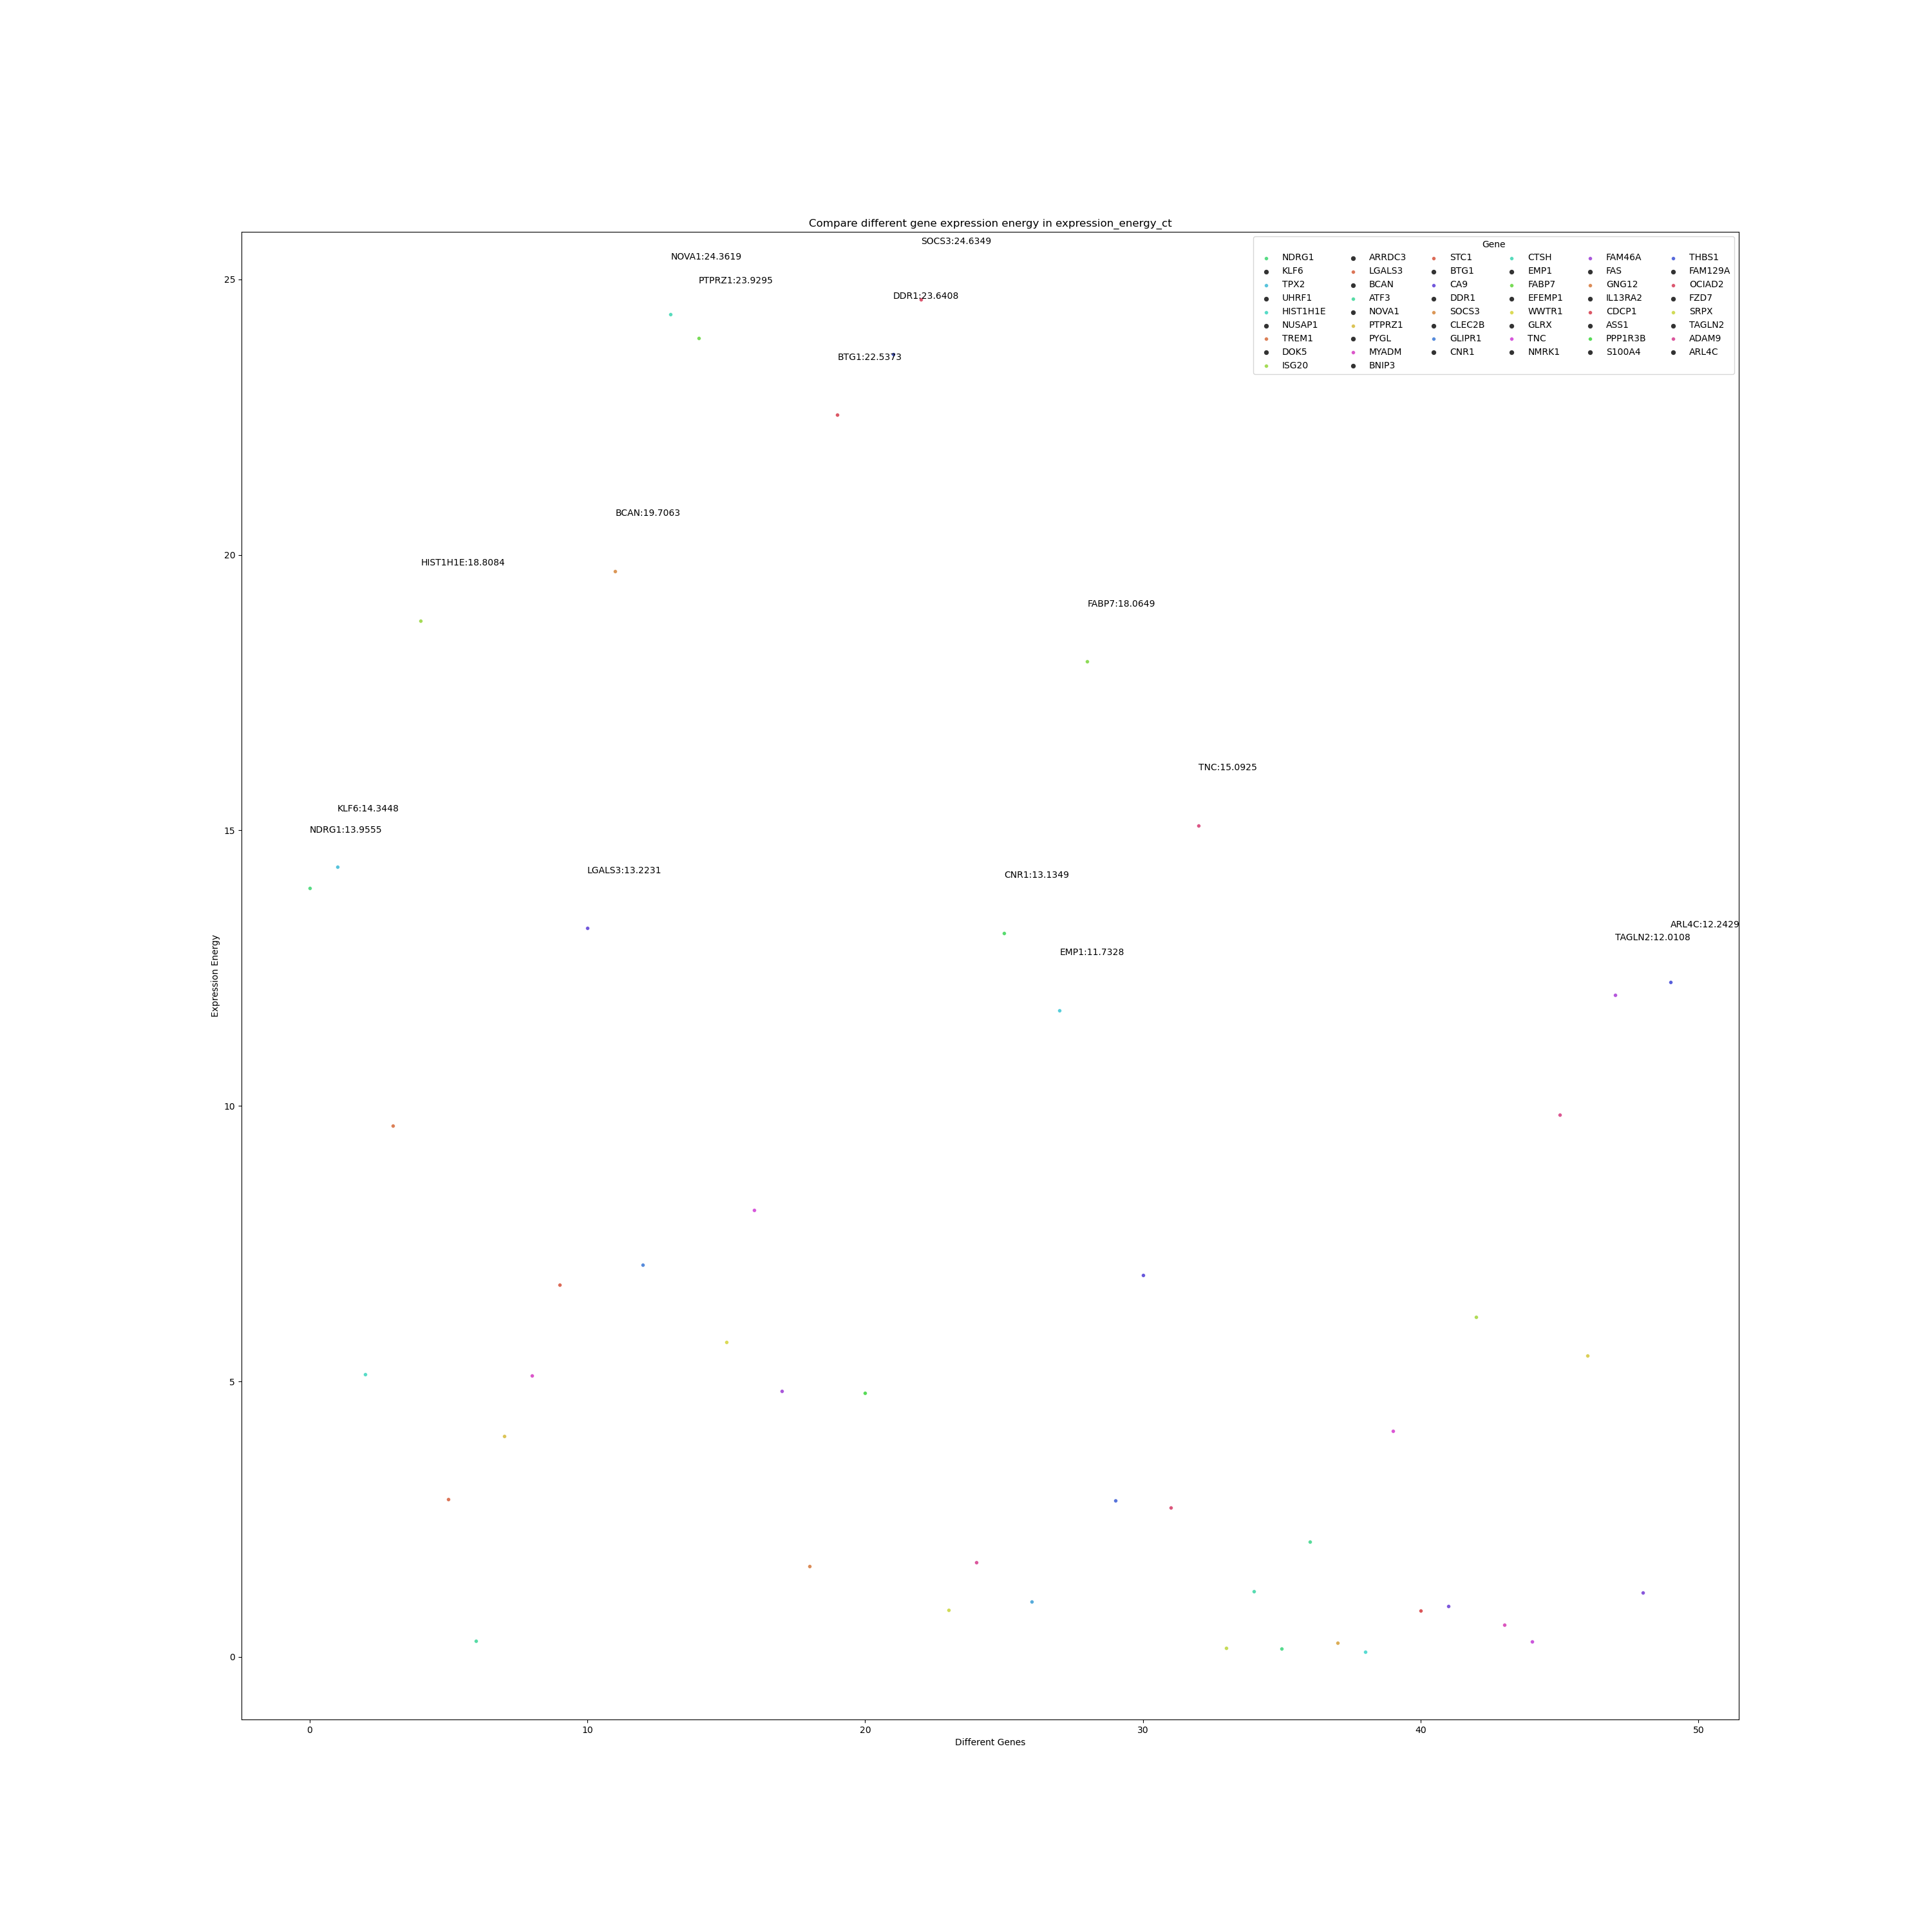 Compare different gene expression energy in expression_energy_ct
SOCS3:24.6349
NOVA1:24.3619
PTPRZ1:23.9295
DDR1:23.6408
BTG1:22.5373
BCAN:19.7063
HIST1H1E:18.8084
FABP7:18.0649
TNC:15.0925
KLF6:14.3448
NDRG1:13.9555
LGALS3:13.2231
CNR1:13.1349
ARL4C:12.2429
TAGLN2:12.0108
EMP1:11.7328
Gene
NDRG1 ARRDC3 STC1 CTSH FAM46A THBS1
KLF6 LGALS3 BTG1 EMP1 FAS FAM129A
TPX2 BCAN CA9 FABP7 GNG12 OCIAD2
UHRF1 ATF3 DDR1 EFEMP1 IL13RA2 FZD7
HIST1H1E NOVA1 SOCS3 WWTR1 CDCP1 SRPX
NUSAP1 PTPRZ1 CLEC2B GLRX ASS1 TAGLN2
TREM1 PYGL GLIPR1 TNC PPP1R3B ADAM9
DOK5 MYADM CNR1 NMRK1 S100A4 ARL4C
ISG20 BNIP3
25
20
15
10
5
0
Expression Energy
0 10 20 30 40 50
Different Genes